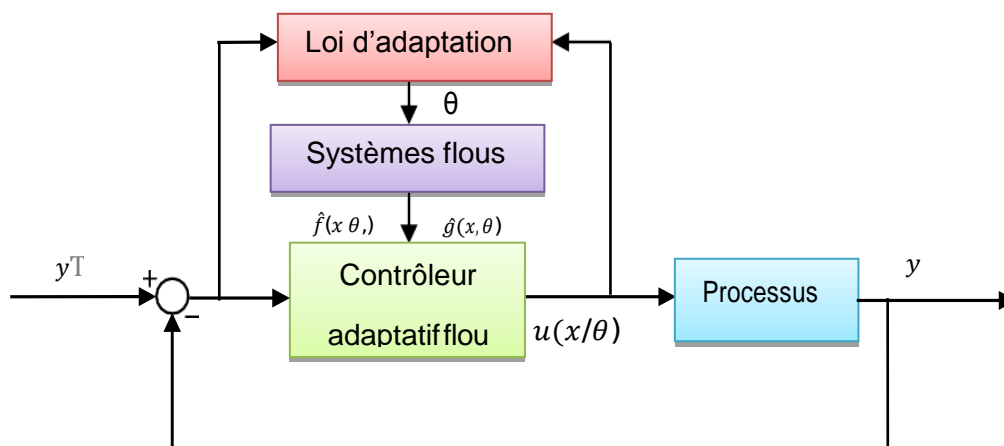 Loi d'adaptation
θ
Systèmes flous
f̂(x θ,) ĝ(x,θ)
yT
+
−
Contrôleur
adaptatif flou
u(x/θ)
Processus
y